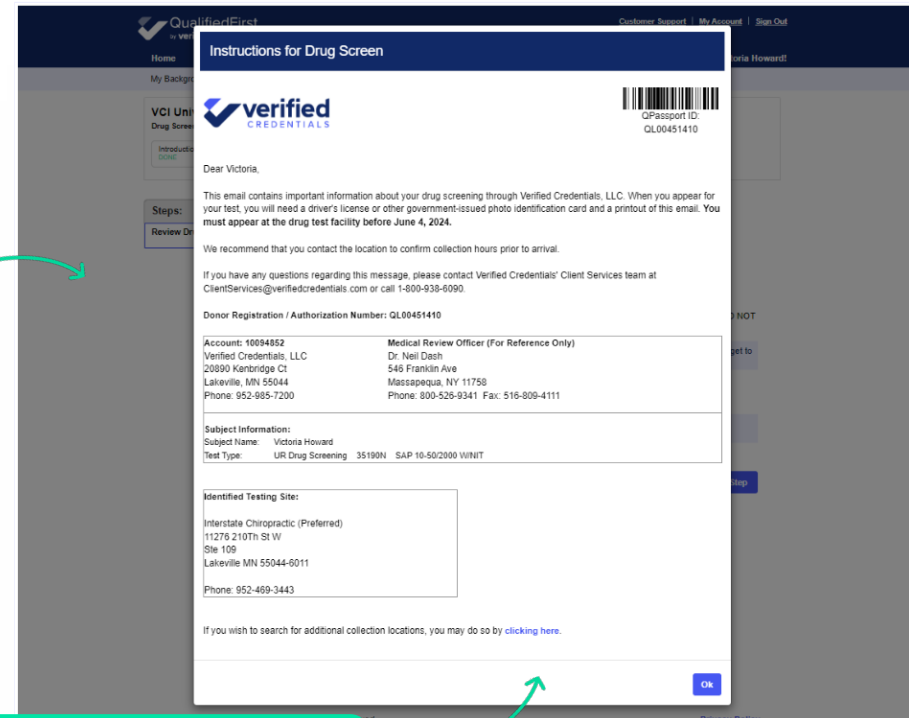 QualifiedFirst
by veri
Customer Support | My Account | Sign Out
Home
toria Howard!
My Backgr
VCI Uni
Drug Scree
Introductio
DONE
Steps:
Review Dr
Instructions for Drug Screen
verified
CREDENTIALS
QPassport ID:
QL00451410
Dear Victoria,
This email contains important information about your drug screening through Verified Credentials, LLC. When you appear for
your test, you will need a driver's license or other government-issued photo identification card and a printout of this email. You
must appear at the drug test facility before June 4, 2024.
We recommend that you contact the location to confirm collection hours prior to arrival.
If you have any questions regarding this message, please contact Verified Credentials' Client Services team at
ClientServices@verifiedcredentials.com or call 1-800-938-6090.
Donor Registration / Authorization Number: QL00451410
Account: 10094852
Verified Credentials, LLC
20890 Kenbridge Ct
Lakeville, MN 55044
Phone: 952-985-7200
Medical Review Officer (For Reference Only)
Dr. Neil Dash
546 Franklin Ave
Massapequa, NY 11758
Phone: 800-526-9341 Fax: 516-809-4111
Subject Information:
Subject Name: Victoria Howard
Test Type: UR Drug Screening 35190N SAP 10-50/2000 W/NIT
Identified Testing Site:
Interstate Chiropractic (Preferred)
11276 210Th St W
Ste 109
Lakeville MN 55044-6011
Phone: 952-469-3443
If you wish to search for additional collection locations, you may do so by clicking here.
Ok
O NOT
get to
Step